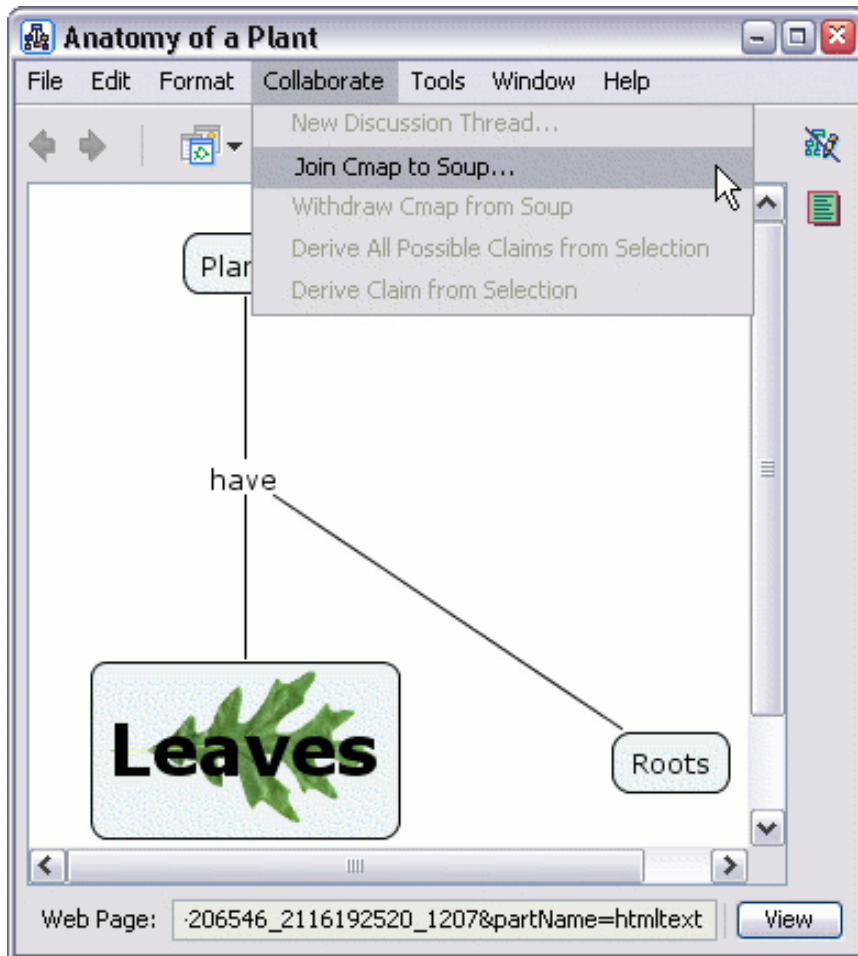 Anatomy of a Plant
File Edit Format Collaborate Tools Window Help
New Discussion Thread...
Join Cmap to Soup...
Withdraw Cmap from Soup
Derive All Possible Claims from Selection
Derive Claim from Selection
Plan
have
Leaves
Roots
Web Page: -206546_2116192520_1207&partName=htmltext View